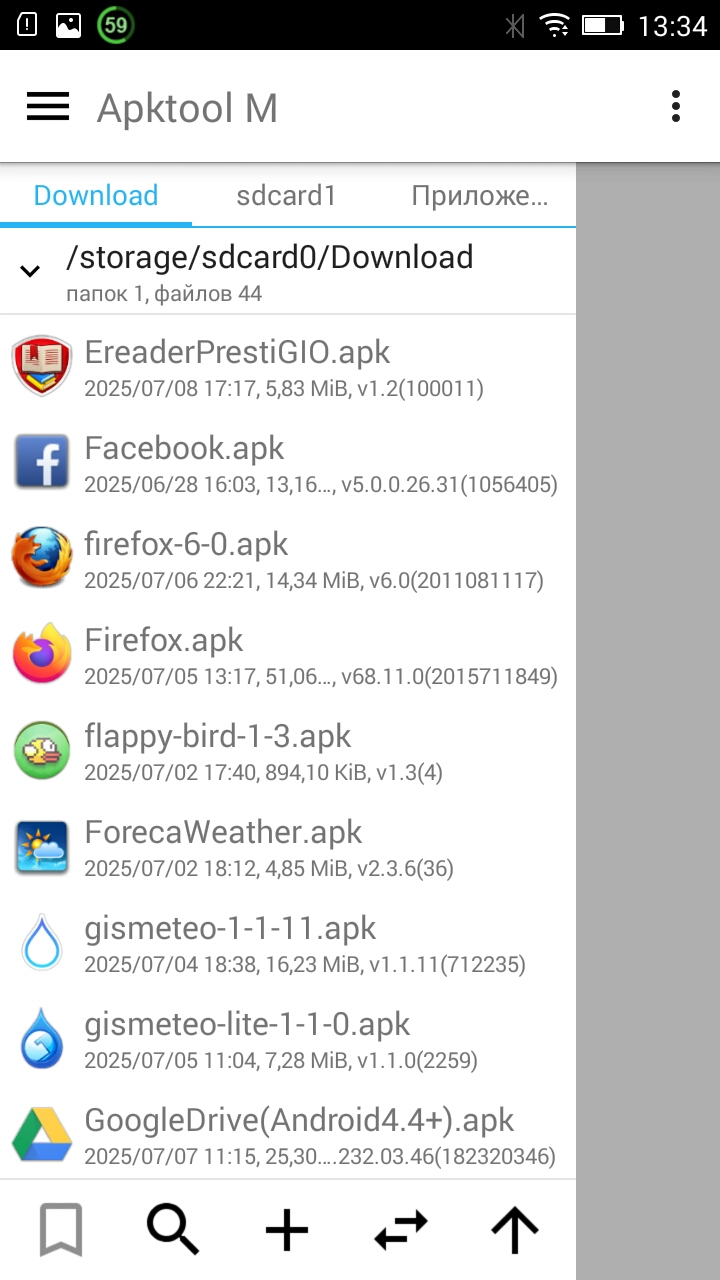 59
13:34
Apktool M
Download
sdcard1
Приложе...
/storage/sdcard0/Download
папок 1, файлов 44
EreaderPrestiGIO.apk
2025/07/08 17:17, 5,83 MiB, v1.2(100011)
Facebook.apk
2025/06/28 16:03, 13,16..., v5.0.0.26.31(1056405)
firefox-6-0.apk
2025/07/06 22:21, 14,34 MiB, v6.0(2011081117)
Firefox.apk
2025/07/05 13:17, 51,06..., v68.11.0(2015711849)
flappy-bird-1-3.apk
2025/07/02 17:40, 894,10 KiB, v1.3(4)
ForecaWeather.apk
2025/07/02 18:12, 4,85 MiB, v2.3.6(36)
gismeteo-1-1-11.apk
2025/07/04 18:38, 16,23 MiB, v1.1.11(712235)
gismeteo-lite-1-1-0.apk
2025/07/05 11:04, 7,28 MiB, v1.1.0(2259)
GoogleDrive(Android4.4+).apk
2025/07/07 11:15, 25,30....232.03.46(182320346)